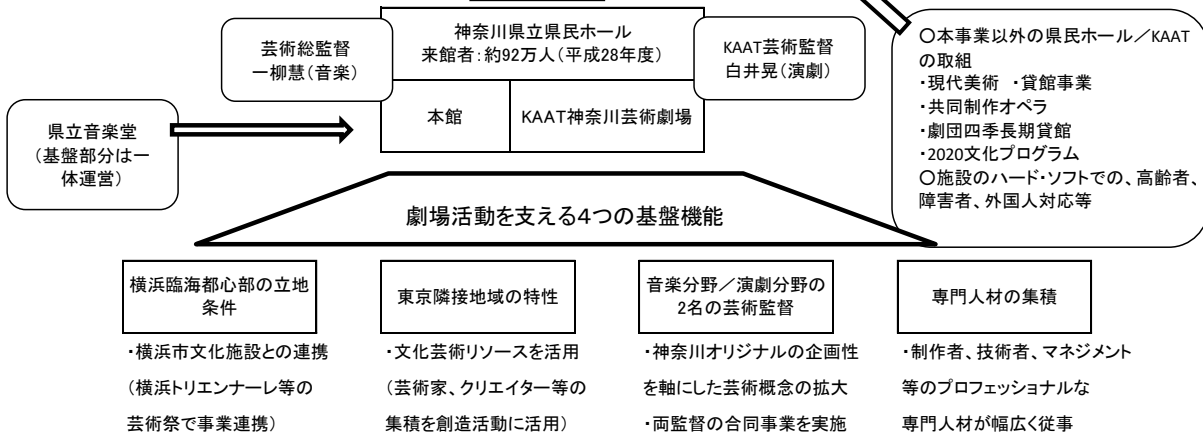 芸術総監督
一柳慧(音楽)
神奈川県立県民ホール
来館者:約92万人(平成28年度)
本館
KAAT神奈川芸術劇場
KAAT芸術監督
白井晃(演劇)
○本事業以外の県民ホール/KAAT
の取組
・現代美術 ・貸館事業
・共同制作オペラ
・劇団四季長期貸館
・2020文化プログラム
○施設のハード・ソフトでの、高齢者、
障害者、外国人対応等
県立音楽堂
(基盤部分は一
体運営)
劇場活動を支える4つの基盤機能
横浜臨海都心部の立地
条件
・横浜市文化施設との連携
(横浜トリエンナーレ等の
芸術祭で事業連携)
東京隣接地域の特性
・文化芸術リソースを活用
(芸術家、クリエイター等の
集積を創造活動に活用)
音楽分野/演劇分野の
2名の芸術監督
・神奈川オリジナルの企画性
を軸にした芸術概念の拡大
・両監督の合同事業を実施
専門人材の集積
・制作者、技術者、マネジメント
等のプロフェッショナルな
専門人材が幅広く従事